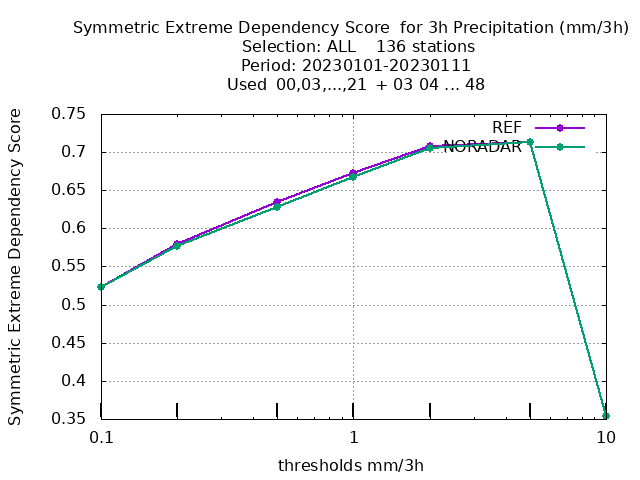 Symmetric Extreme Dependency Score  for 3h Precipitation (mm/3h)
Selection: ALL    136 stations
Period: 20230101-20230111
Used  00,03,...,21  + 03 04 ... 48
Symmetric Extreme Dependency Score
0.75
0.7
0.65
0.6
0.55
0.5
0.45
0.4
0.35
REF
NORADAR
0.1
1
10
thresholds mm/3h